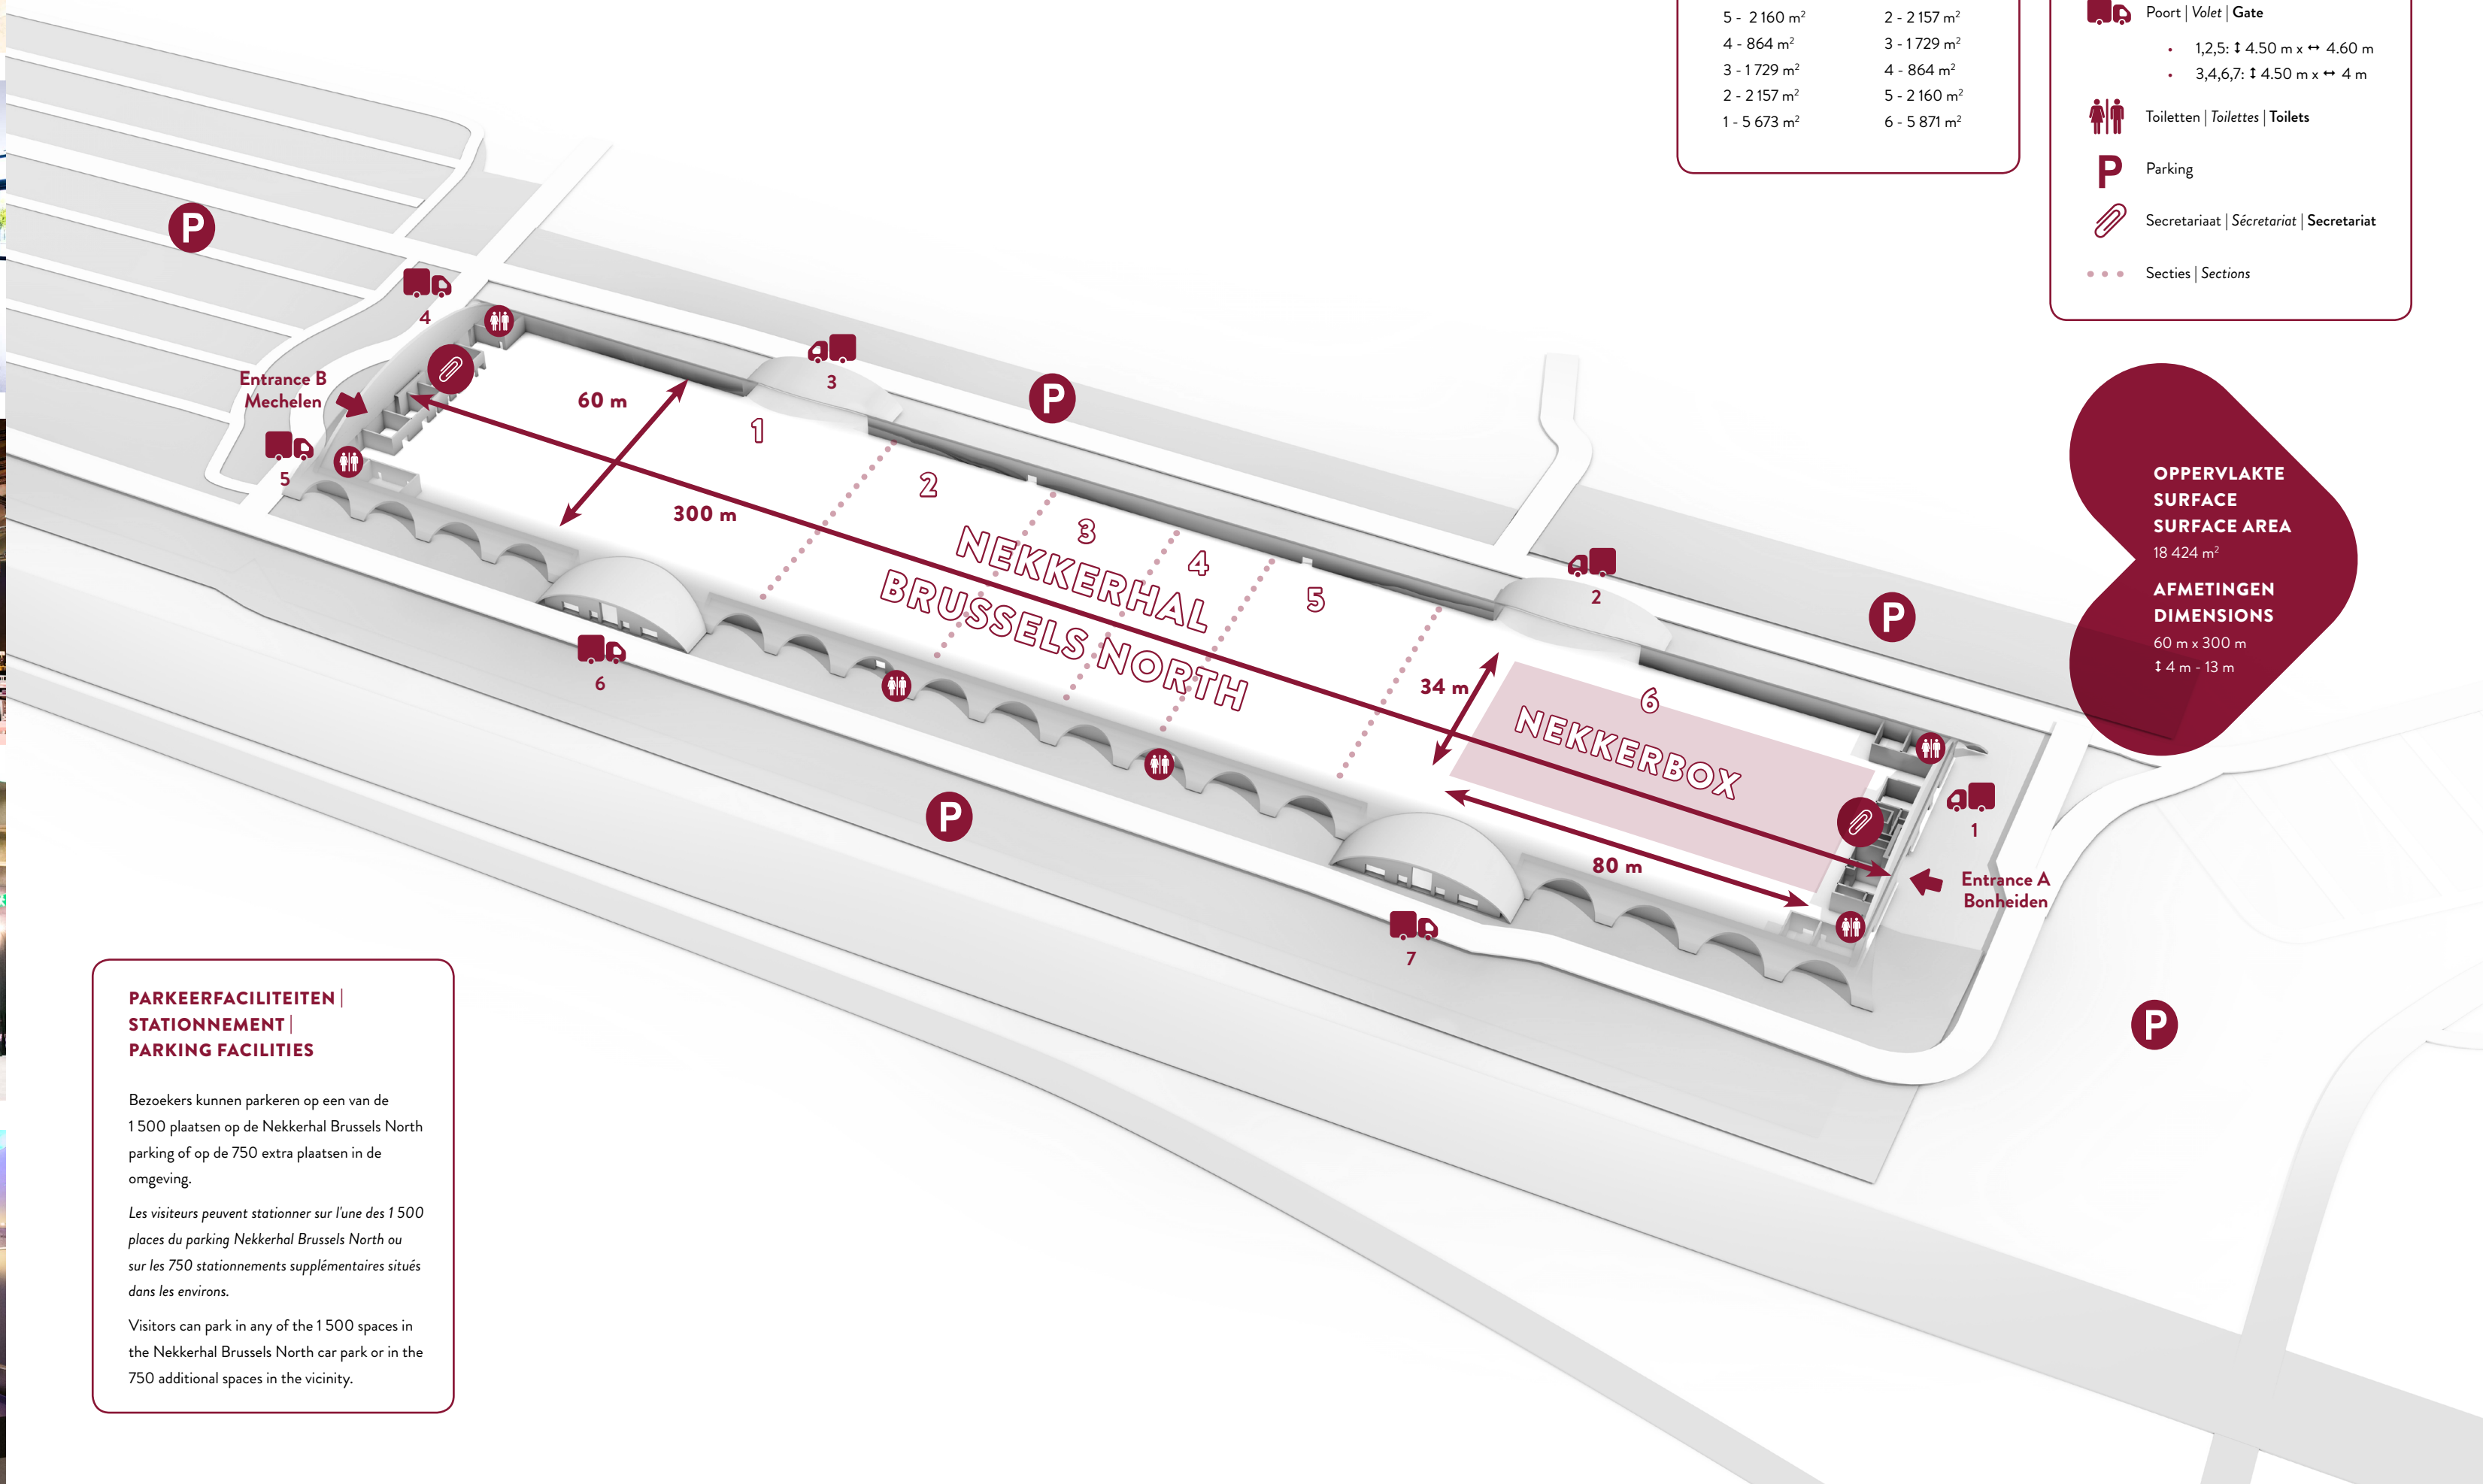 5 - 2 160 m²
4 - 864 m²
3 - 1 729 m²
2 - 2 157 m²
1 - 5 673 m²
2 - 2 157 m²
3 - 1 729 m²
4 - 864 m²
5 - 2 160 m²
6 - 5 871 m²
Poort | Volet | Gate
• 1,2,5: ↕ 4.50 m x ↔ 4.60 m
• 3,4,6,7: ↕ 4.50 m x ↔ 4 m
Toiletten | Toilettes | Toilets
P Parking
Secretariaat | Sécretariat | Secretariat
Secties | Sections
P
4
Entrance B
Mechelen
5
3
P
60 m
1
300 m
2
3
4
5
NEKKERHAL
BRUSSELS NORTH
6
2
P
34 m
6
NEKKERBOX
80 m
1
Entrance A
Bonheiden
P
7
P
OPPERVLAKTE
SURFACE
SURFACE AREA
18 424 m²
AFMETINGEN
DIMENSIONS
60 m x 300 m
↕ 4 m - 13 m
PARKEERFACILITEITEN |
STATIONNEMENT |
PARKING FACILITIES
Bezoekers kunnen parkeren op een van de
1 500 plaatsen op de Nekkerhal Brussels North
parking of op de 750 extra plaatsen in de
omgeving.
Les visiteurs peuvent stationner sur l'une des 1 500
places du parking Nekkerhal Brussels North ou
sur les 750 stationnements supplémentaires situés
dans les environs.
Visitors can park in any of the 1 500 spaces in
the Nekkerhal Brussels North car park or in the
750 additional spaces in the vicinity.